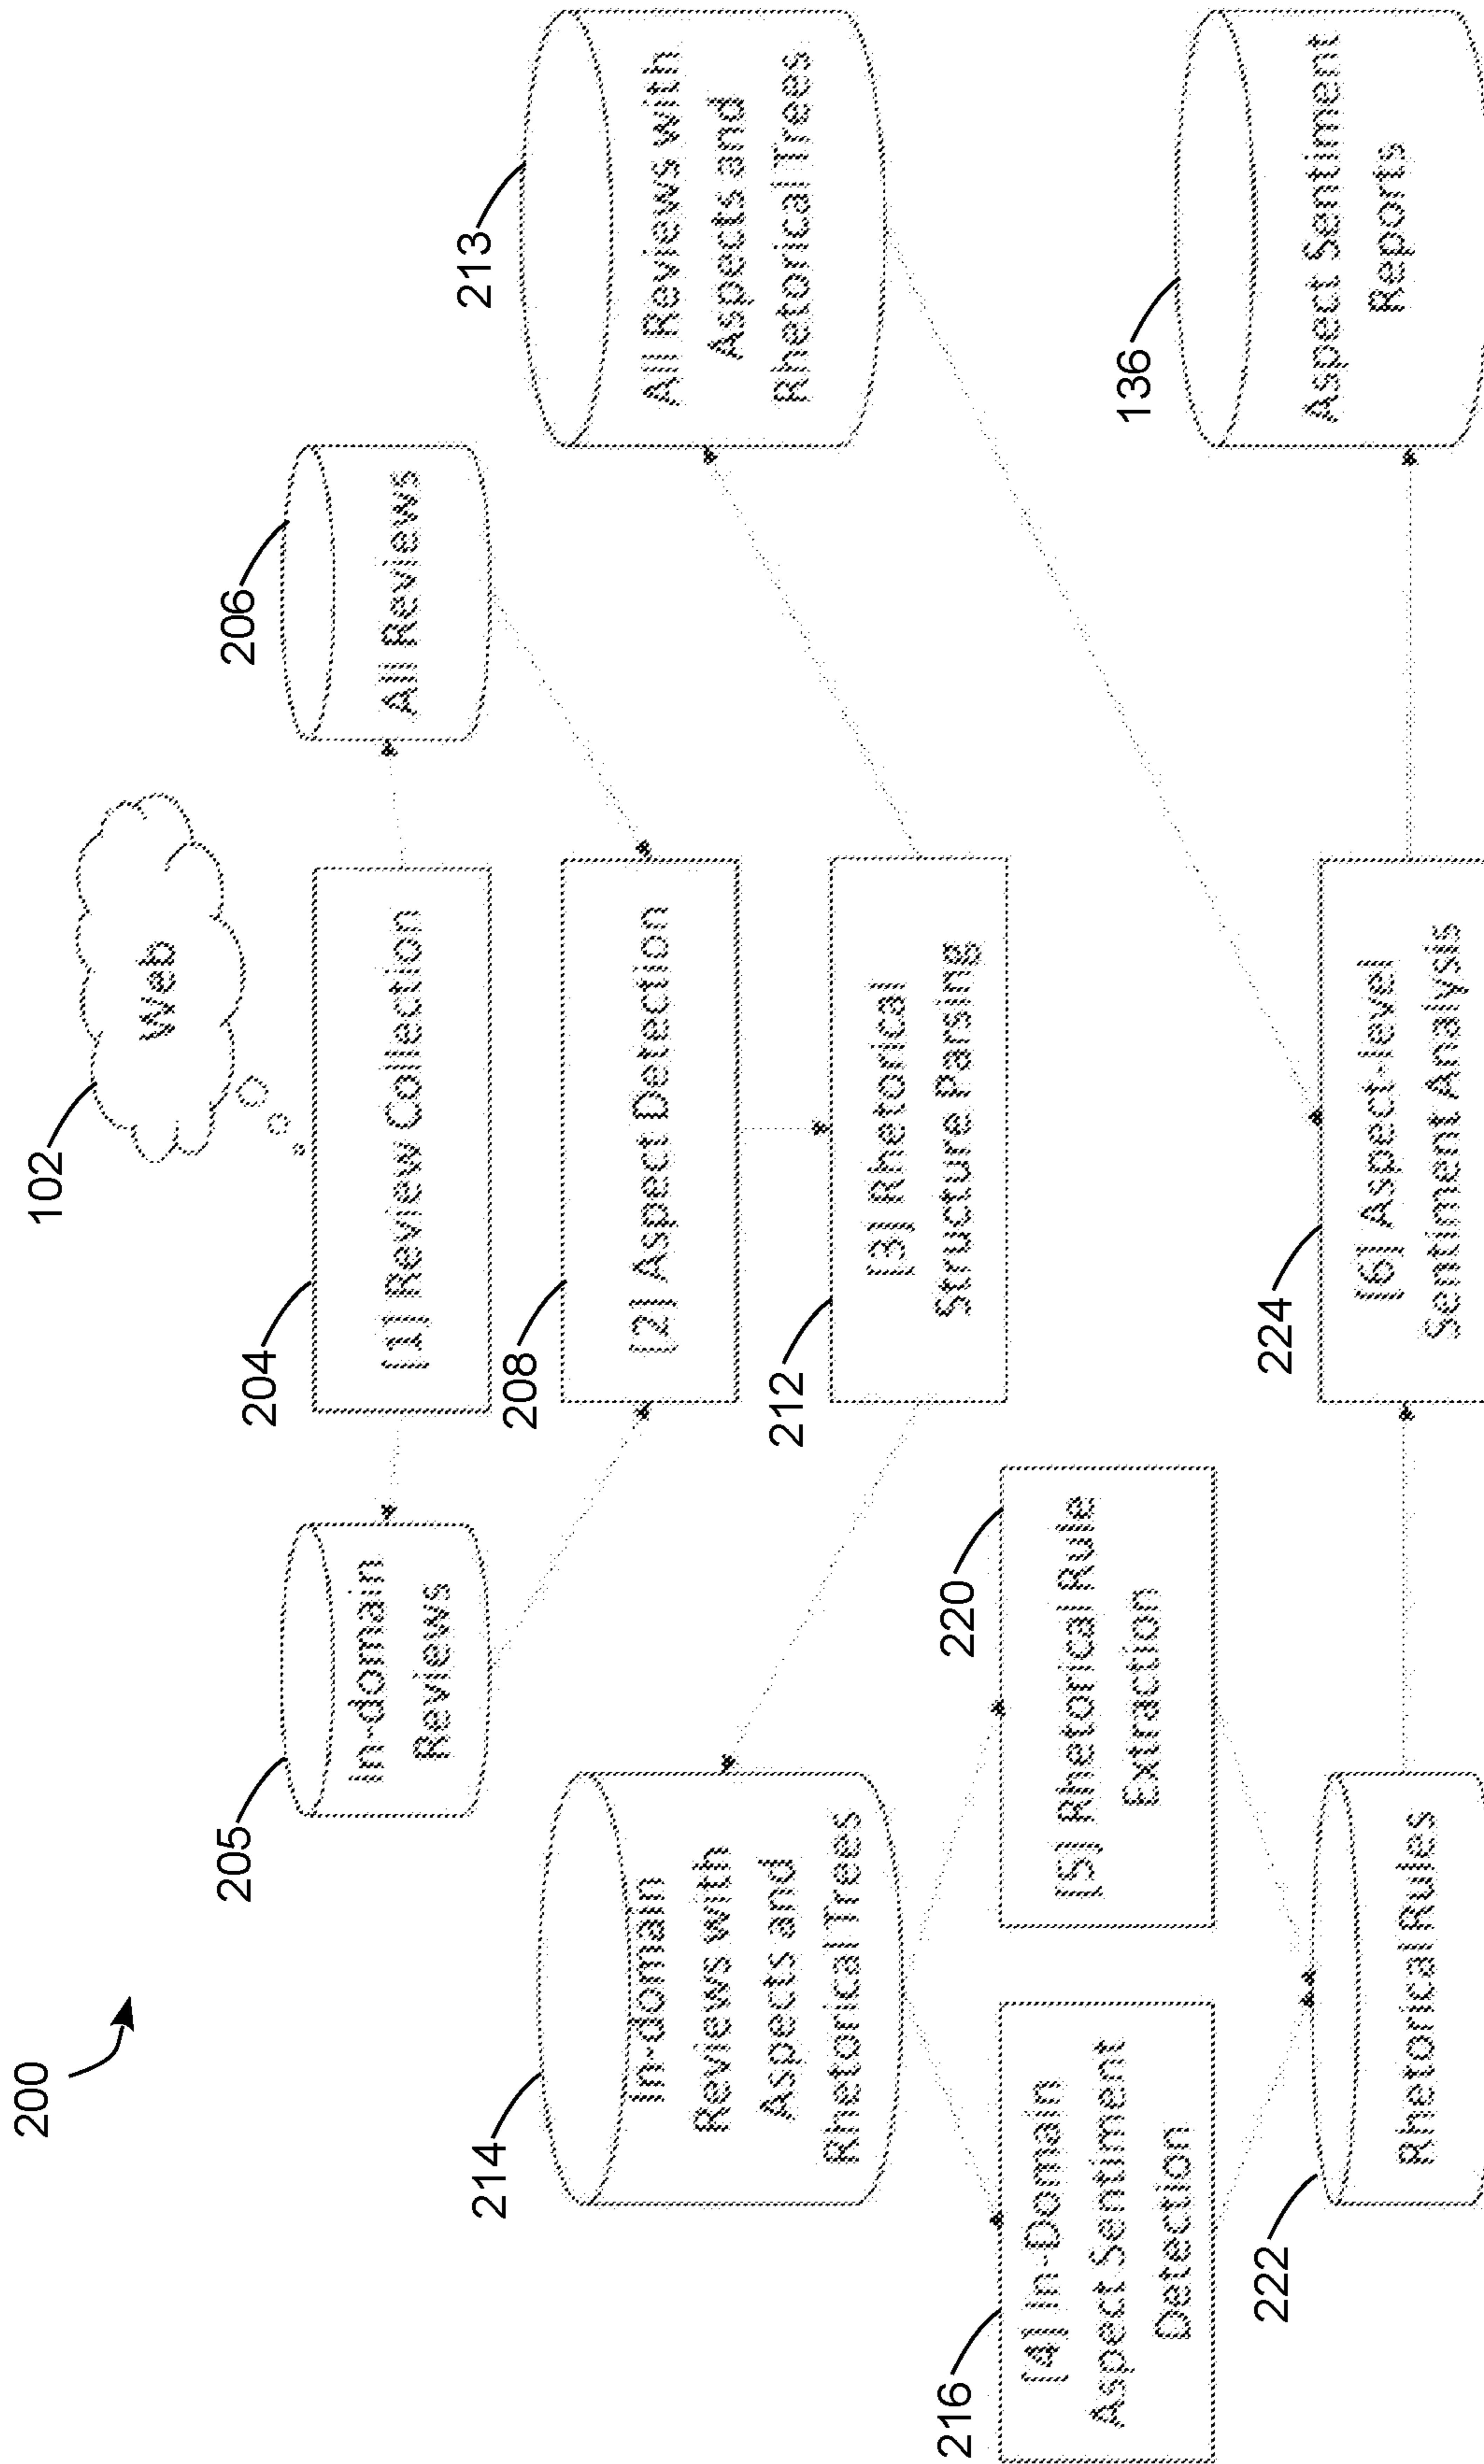 200
102
Web
204
[1] Review Collection
205
In-domain
Reviews
206
All Reviews
208
[2] Aspect Detection
212
[3] Rhetorical
Structure Parsing
214
In-domain
Reviews with
Aspects and
Rhetorical Trees
213
All Reviews with
Aspects and
Rhetorical Trees
216
[4] In-Domain
Aspect Sentiment
Detection
220
[5] Rhetorical Rule
Extraction
222
Rhetorical Rules
224
[6] Aspect-level
Sentiment Analysis
136
Aspect Sentiment
Reports